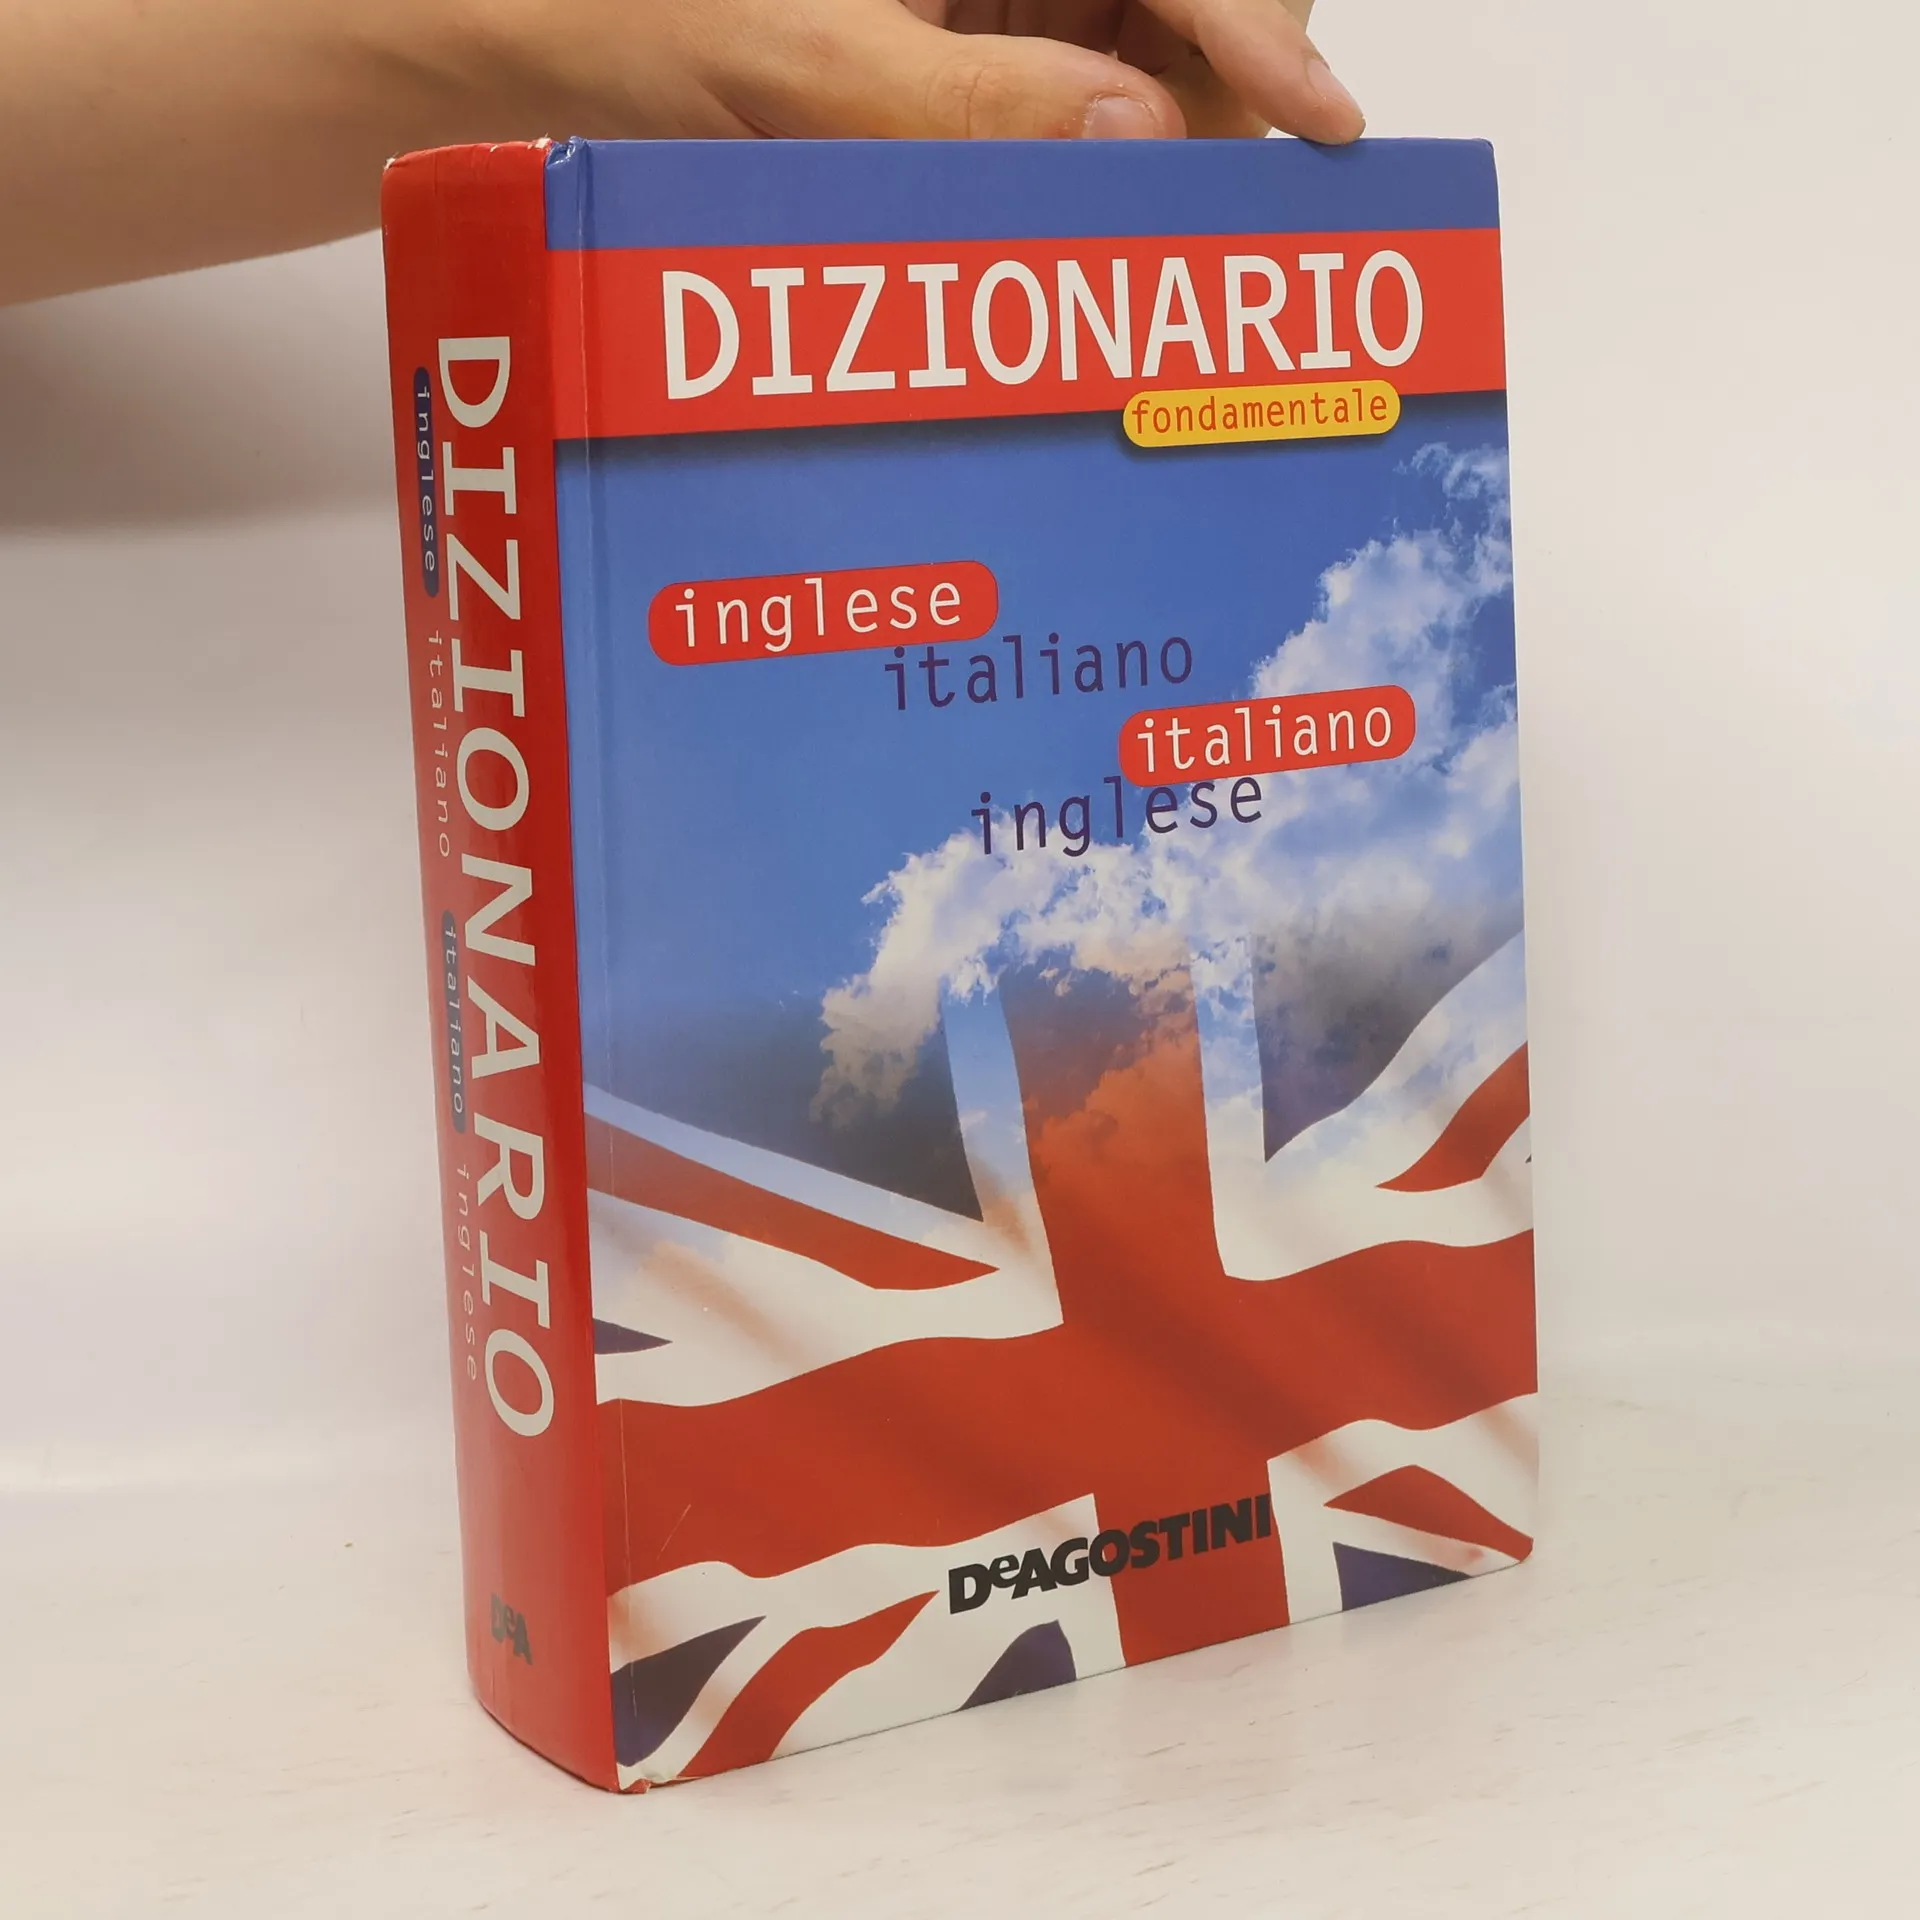 DIZIONARIO
fondamentale
inglese
italiano
italiano
inglese
DeAGOSTINI
DIZIONARIO
inglese italiano italiano inglese
DeA